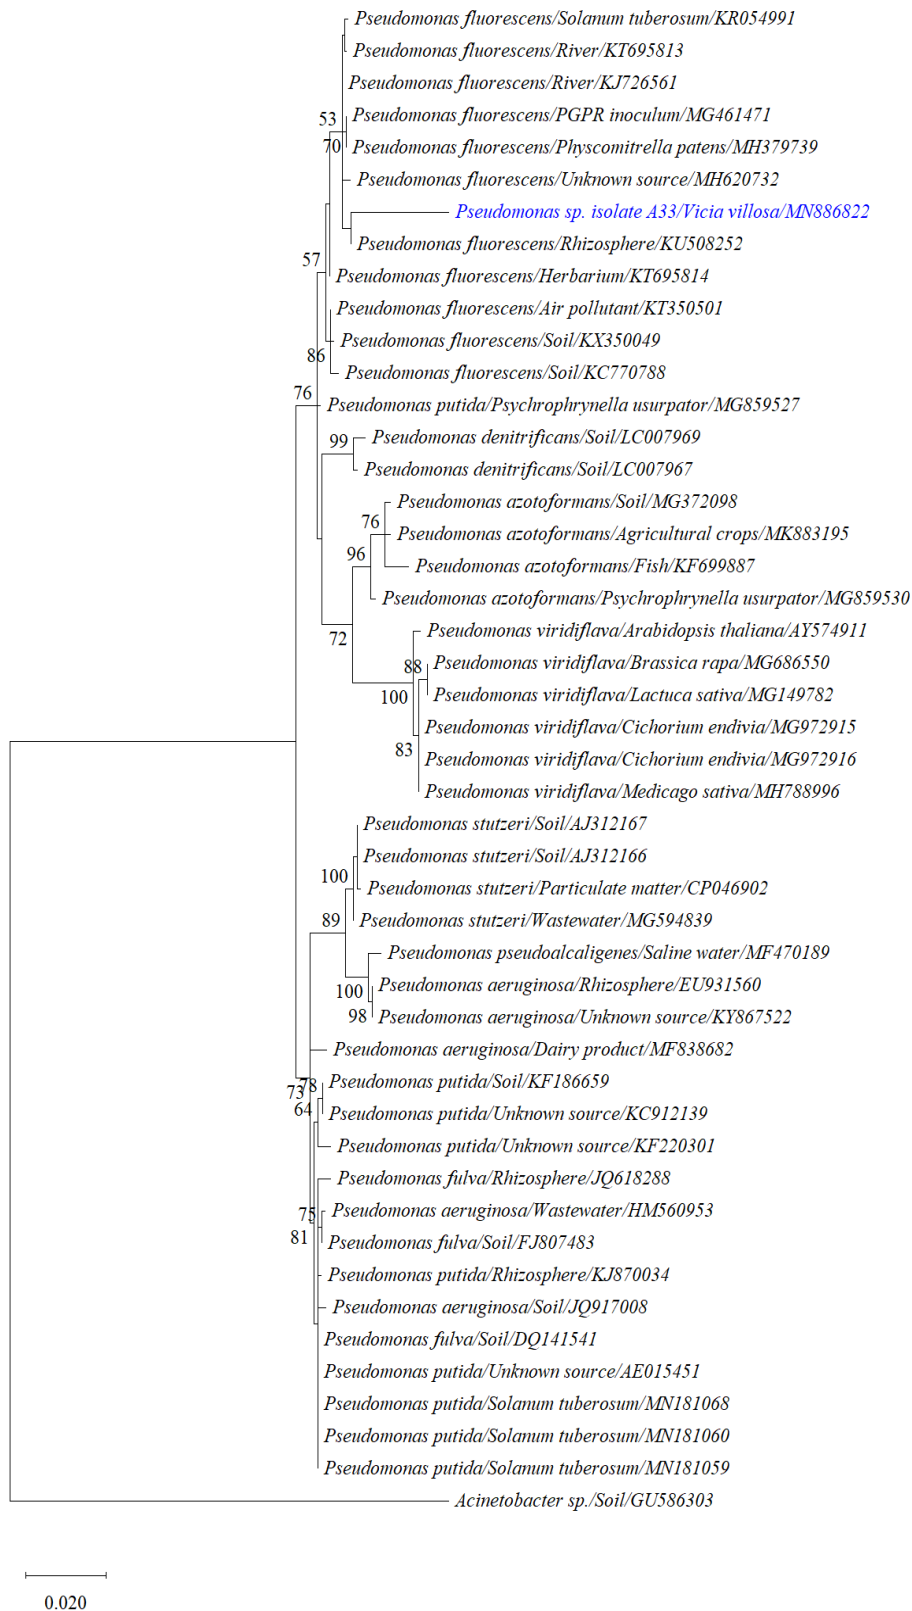 Pseudomonas fluorescens/Solanum tuberosum/KR054991
Pseudomonas fluorescens/River/KT695813
Pseudomonas fluorescens/River/KJ726561
53
Pseudomonas fluorescens/PGPR inoculum/MG461471
70
Pseudomonas fluorescens/Physcomitrella patens/MH379739
Pseudomonas fluorescens/Unknown source/MH620732
Pseudomonas sp. isolate A33/Vicia villosa/MN886822
Pseudomonas fluorescens/Rhizosphere/KU508252
57
Pseudomonas fluorescens/Herbarium/KT695814
Pseudomonas fluorescens/Air pollutant/KT350501
Pseudomonas fluorescens/Soil/KX350049
86
Pseudomonas fluorescens/Soil/KC770788
76
Pseudomonas putida/Psychrophrynella usurpator/MG859527
99
Pseudomonas denitrificans/Soil/LC007969
Pseudomonas denitrificans/Soil/LC007967
Pseudomonas azotoformans/Soil/MG372098
76
Pseudomonas azotoformans/Agricultural crops/MK883195
96
Pseudomonas azotoformans/Fish/KF699887
Pseudomonas azotoformans/Psychrophrynella usurpator/MG859530
72
Pseudomonas viridiflava/Arabidopsis thaliana/AY574911
88
Pseudomonas viridiflava/Brassica rapa/MG686550
100
Pseudomonas viridiflava/Lactuca sativa/MG149782
Pseudomonas viridiflava/Cichorium endivia/MG972915
83
Pseudomonas viridiflava/Cichorium endivia/MG972916
Pseudomonas viridiflava/Medicago sativa/MH788996
Pseudomonas stutzeri/Soil/AJ312167
Pseudomonas stutzeri/Soil/AJ312166
100
Pseudomonas stutzeri/Particulate matter/CP046902
89
Pseudomonas stutzeri/Wastewater/MG594839
Pseudomonas pseudoalcaligenes/Saline water/MF470189
100
Pseudomonas aeruginosa/Rhizosphere/EU931560
98
Pseudomonas aeruginosa/Unknown source/KY867522
Pseudomonas aeruginosa/Dairy product/MF838682
78
73
Pseudomonas putida/Soil/KF186659
64
Pseudomonas putida/Unknown source/KC912139
Pseudomonas putida/Unknown source/KF220301
Pseudomonas fulva/Rhizosphere/JQ618288
75
Pseudomonas aeruginosa/Wastewater/HM560953
81
Pseudomonas fulva/Soil/FJ807483
Pseudomonas putida/Rhizosphere/KJ870034
Pseudomonas aeruginosa/Soil/JQ917008
Pseudomonas fulva/Soil/DQ141541
Pseudomonas putida/Unknown source/AE015451
Pseudomonas putida/Solanum tuberosum/MN181068
Pseudomonas putida/Solanum tuberosum/MN181060
Pseudomonas putida/Solanum tuberosum/MN181059
Acinetobacter sp./Soil/GU586303
0.020